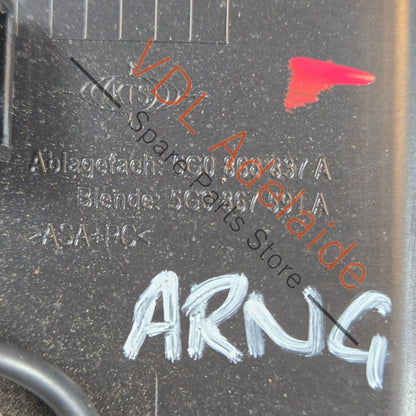 KTS
Ablagefach: 5G0 868 837 A
Blende: 5G0 867 591 A
>ASA+PC<
ARNG
VDL Adelaide
Spare Parts Store